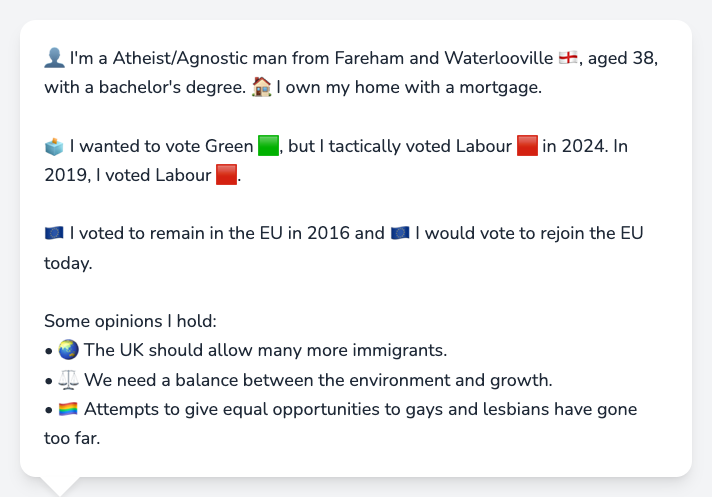 👤 I'm a Atheist/Agnostic man from Fareham and Waterlooville 🏴󠁧󠁢󠁥󠁮󠁧󠁿, aged 38,
with a bachelor's degree. 🏠 I own my home with a mortgage.
🗳️ I wanted to vote Green 🟩, but I tactically voted Labour 🟥 in 2024. In
2019, I voted Labour 🟥.
🇪🇺 I voted to remain in the EU in 2016 and 🇪🇺 I would vote to rejoin the EU
today.
Some opinions I hold:
• 🌏 The UK should allow many more immigrants.
• ⚖️ We need a balance between the environment and growth.
• 🏳️‍🌈 Attempts to give equal opportunities to gays and lesbians have gone
too far.